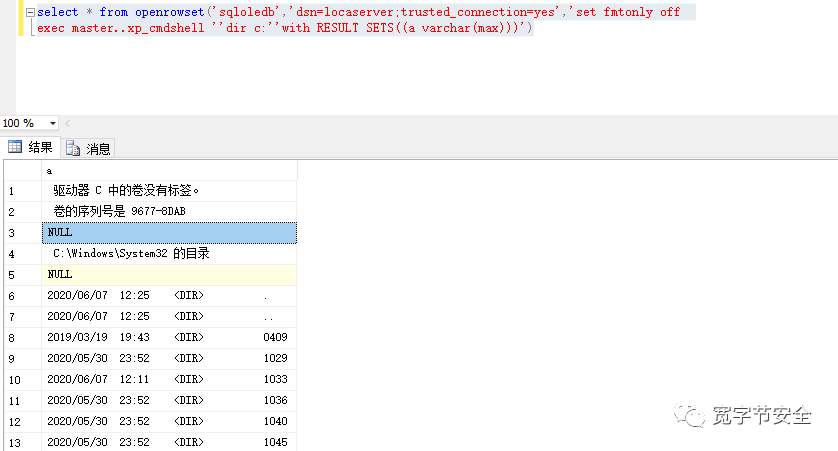 select * from openrowset('sqloledb','dsn=locaserver;trusted_connection=yes','set fmtonly off
exec master..xp_cmdshell ''dir c:''with RESULT SETS((a varchar(max)))')
100 %
结果 消息
a
1 驱动器 C 中的卷没有标签。
2 卷的序列号是 9677-8DAB
3 NULL
4 C:\Windows\System32 的目录
5 NULL
6 2020/06/07 12:25 <DIR> .
7 2020/06/07 12:25 <DIR> ..
8 2019/03/19 19:43 <DIR> 0409
9 2020/05/30 23:52 <DIR> 1029
10 2020/06/07 12:11 <DIR> 1033
11 2020/05/30 23:52 <DIR> 1036
12 2020/05/30 23:52 <DIR> 1040
13 2020/05/30 23:52 <DIR> 1045
宽字节安全